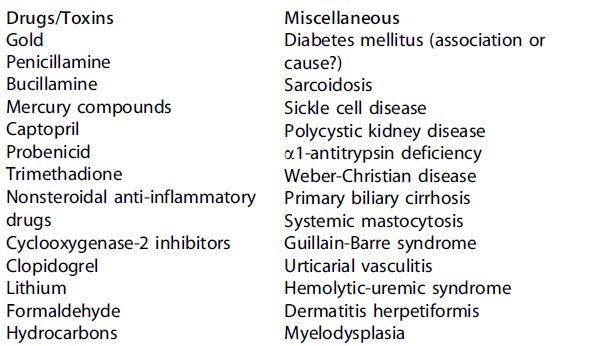 Drugs/Toxins
Gold
Penicillamine
Bucillamine
Mercury compounds
Captopril
Probenicid
Trimethadione
Nonsteroidal anti-inflammatory
drugs
Cyclooxygenase-2 inhibitors
Clopidogrel
Lithium
Formaldehyde
Hydrocarbons
Miscellaneous
Diabetes mellitus (association or
cause?)
Sarcoidosis
Sickle cell disease
Polycystic kidney disease
α1-antitrypsin deficiency
Weber-Christian disease
Primary biliary cirrhosis
Systemic mastocytosis
Guillain-Barre syndrome
Urticarial vasculitis
Hemolytic-uremic syndrome
Dermatitis herpetiformis
Myelodysplasia